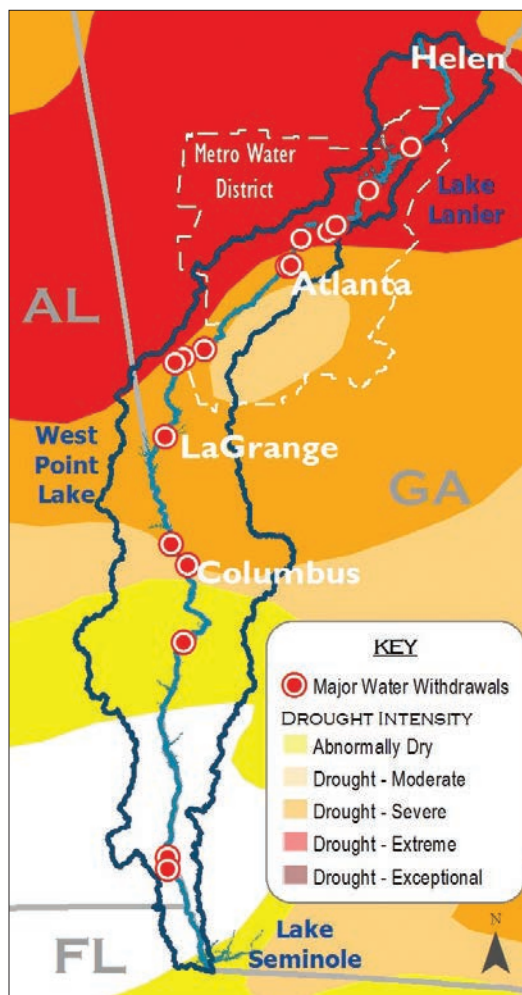 Helen
Metro Water
District
Lake
Lanier
Atlanta
AL
West
Point
Lake
LaGrange
GA
Columbus
KEY
Major Water Withdrawals
DROUGHT INTENSITY
Abnormally Dry
Drought - Moderate
Drought - Severe
Drought - Extreme
Drought - Exceptional
N
Lake
Seminole
FL